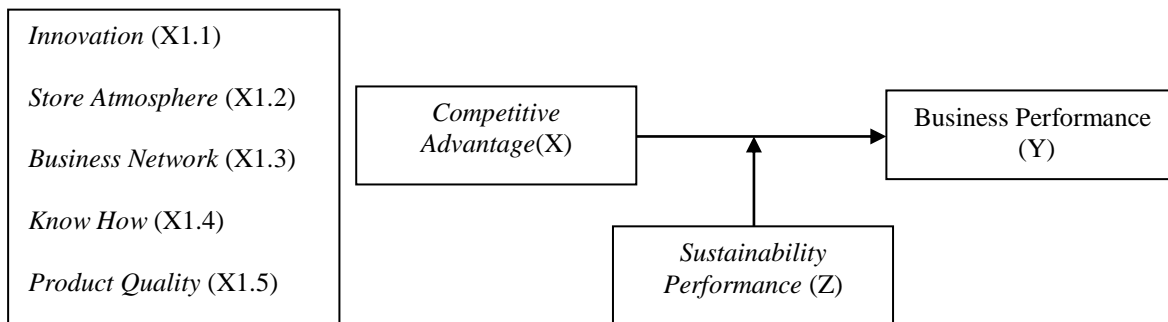 Innovation (X1.1)
Store Atmosphere (X1.2)
Business Network (X1.3)
Know How (X1.4)
Product Quality (X1.5)
Competitive
Advantage(X)
Business Performance
(Y)
Sustainability
Performance (Z)